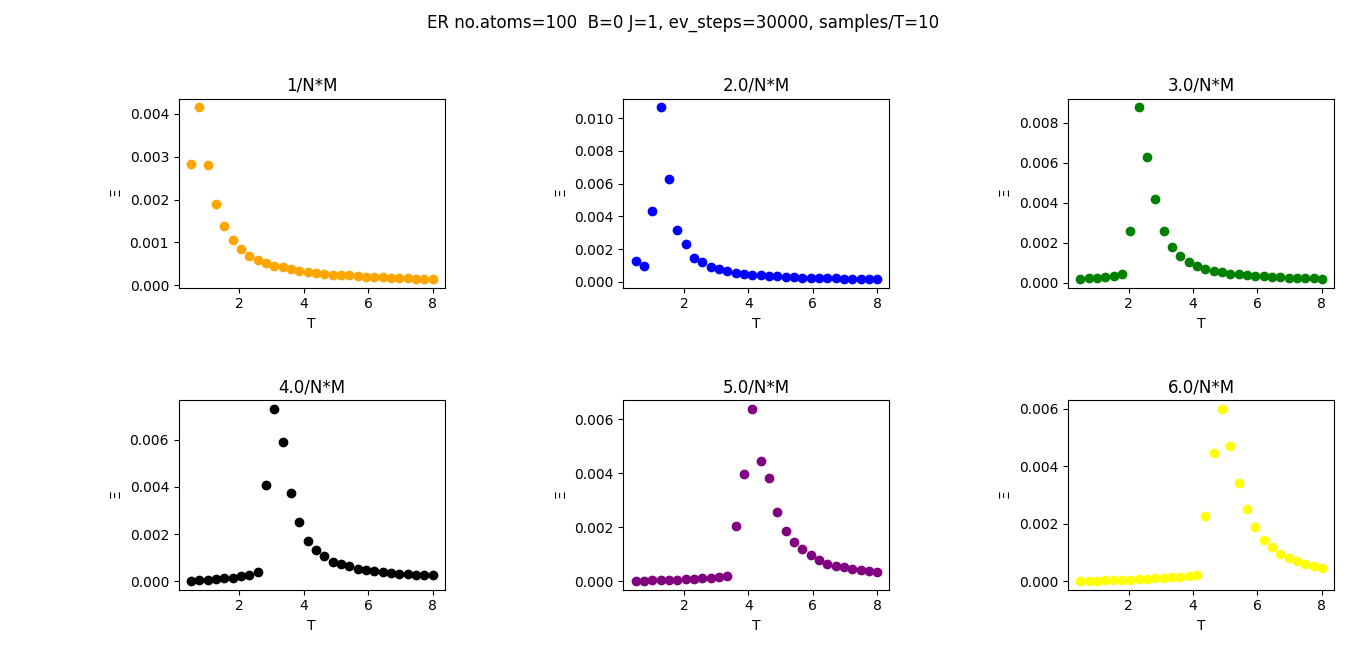 ER no.atoms=100  B=0 J=1, ev_steps=30000, samples/T=10
1/N*M
0.004
0.003
0.002
0.001
0.000
Ξ
2 4 6 8
T
2.0/N*M
0.010
0.008
0.006
0.004
0.002
0.000
Ξ
2 4 6 8
T
3.0/N*M
0.008
0.006
0.004
0.002
0.000
Ξ
2 4 6 8
T
4.0/N*M
0.006
0.004
0.002
0.000
Ξ
2 4 6 8
T
5.0/N*M
0.006
0.004
0.002
0.000
Ξ
2 4 6 8
T
6.0/N*M
0.006
0.004
0.002
0.000
Ξ
2 4 6 8
T